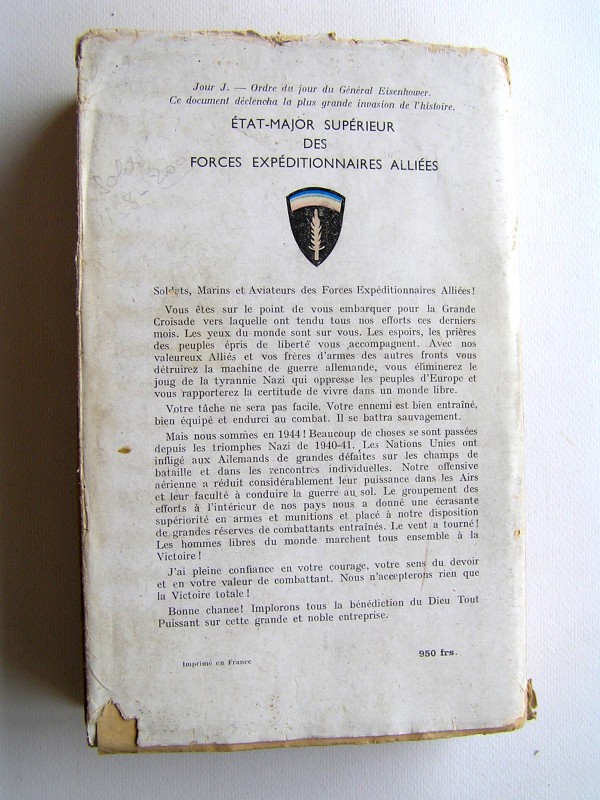 Jour J. — Ordre du jour du Général Eisenhower.
Ce document déclencha la plus grande invasion de l'histoire.
ÉTAT-MAJOR SUPÉRIEUR
DES
FORCES EXPÉDITIONNAIRES ALLIÉES
Soldats, Marins et Aviateurs des Forces Expéditionnaires Alliées!
Vous êtes sur le point de vous embarquer pour la Grande
Croisade vers laquelle ont tendu tous nos efforts ces derniers
mois. Les yeux du monde sont sur vous. Les espoirs, les prières
des peuples épris de liberté vous accompagnent. Avec nos
valeureux Alliés et vos frères d'armes des autres fronts vous
détruirez la machine de guerre allemande, vous éliminerez le
joug de la tyrannie Nazi qui oppresse les peuples d'Europe et
vous rapporterez la certitude de vivre dans un monde libre.
Votre tâche ne sera pas facile. Votre ennemi est bien entraîné,
bien équipé et endurci au combat. Il se battra sauvagement.
Mais nous sommes en 1944! Beaucoup de choses se sont passées
depuis les triomphes Nazi de 1940-41. Les Nations Unies ont
infligé aux Allemands de grandes défaites sur les champs de
bataille et dans les rencontres individuelles. Notre offensive
aérienne a réduit considérablement leur puissance dans les Airs
et leur faculté à conduire la guerre au sol. Le groupement des
efforts à l'intérieur de nos pays nous a donné une écrasante
supériorité en armes et munitions et placé à notre disposition
de grandes réserves de combattants entraînés. Le vent a tourné!
Les hommes libres du monde marchent tous ensemble à la
Victoire!
J'ai pleine confiance en votre courage, votre sens du devoir
et en votre valeur de combattant. Nous n'accepterons rien que
la Victoire totale!
Bonne chance! Implorons tous la bénédiction du Dieu Tout
Puissant sur cette grande et noble entreprise.
Imprimé en France
950 frs.